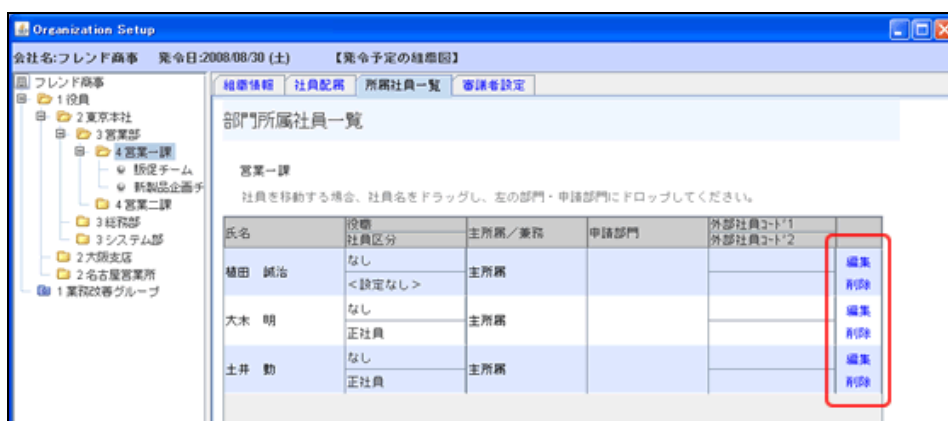 Organization Setup
会社名:フレンド商事 発令日:2008/08/30 (土) 【発令予定の組織図】
フレンド商事
1 役員
2 東京本社
3 営業部
4 営業一課
販促チーム
新製品企画チ
4 営業二課
3 総務部
3 システム部
2 大阪支店
2 名古屋営業所
1 業務改善グループ
組織情報 社員配属 所属社員一覧 審議者設定
部門所属社員一覧
営業一課
社員を移動する場合、社員名をドラッグし、左の部門・申請部門にドロップしてください。
氏名 役職 主所属/兼務 申請部門 外部社員コード1
社員区分 外部社員コード2
植田 誠治 なし 主所属 編集
<設定なし> 削除
大木 明 なし 主所属 編集
正社員 削除
土井 勤 なし 主所属 編集
正社員 削除